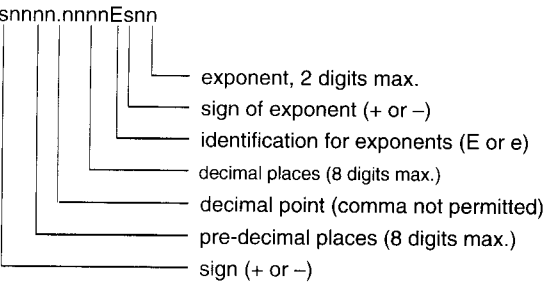 snnnn.nnnnEsnn
exponent, 2 digits max.
sign of exponent (+ or –)
identification for exponents (E or e)
decimal places (8 digits max.)
decimal point (comma not permitted)
pre-decimal places (8 digits max.)
sign (+ or –)